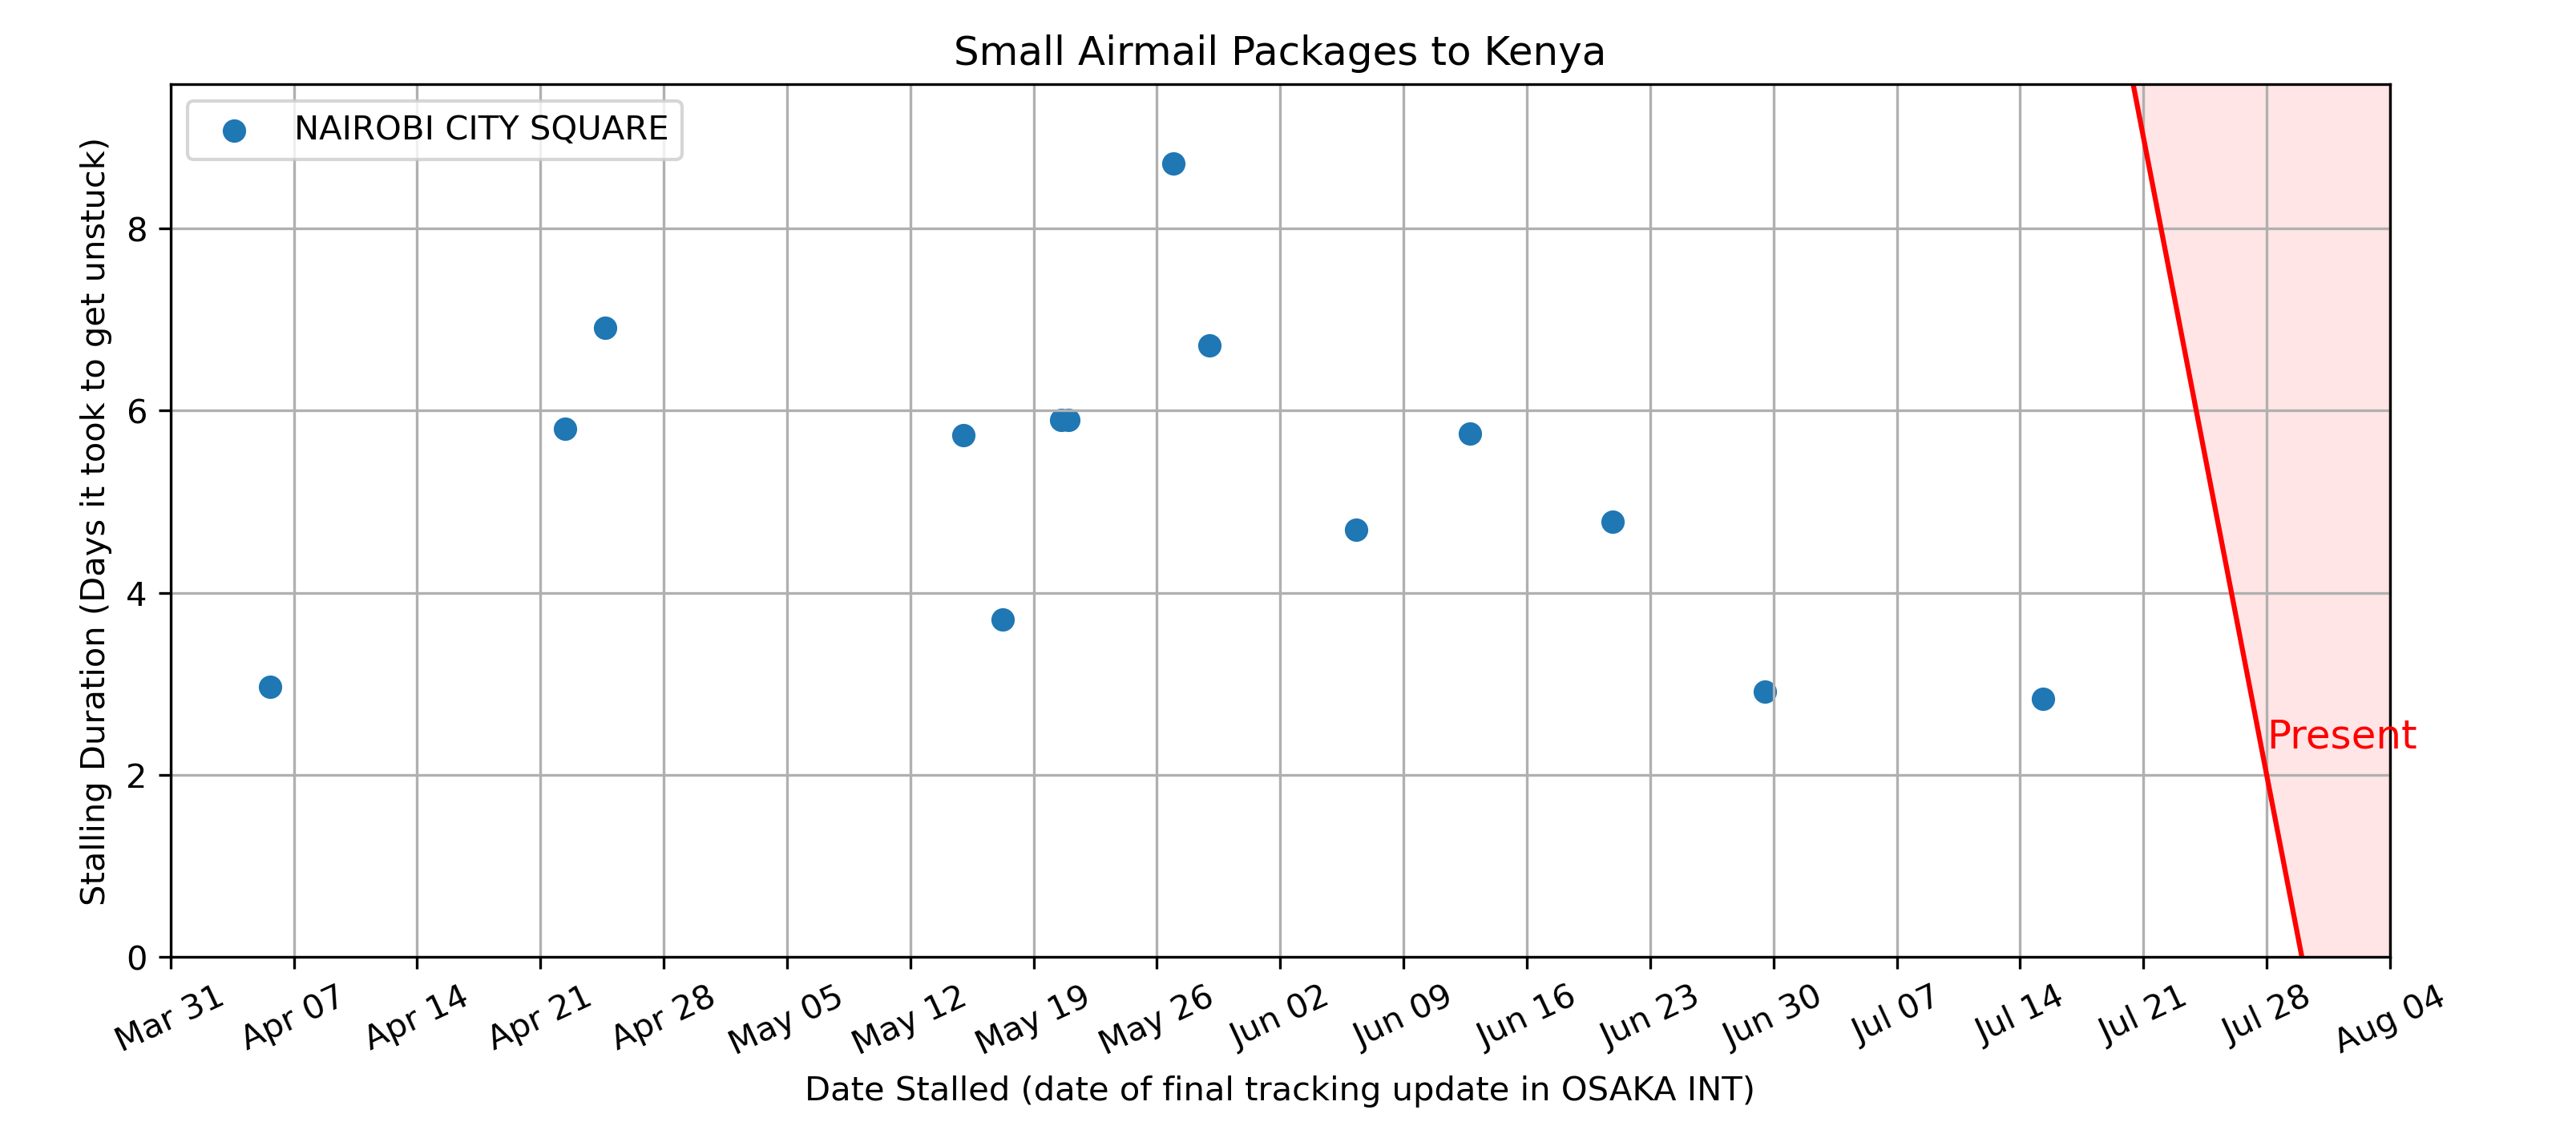 Small Airmail Packages to Kenya
NAIROBI CITY SQUARE
Stalling Duration (Days it took to get unstuck)
8
6
4
2
0
Present
Mar 31
Apr 07
Apr 14
Apr 21
Apr 28
May 05
May 12
May 19
May 26
Jun 02
Jun 09
Jun 16
Jun 23
Jun 30
Jul 07
Jul 14
Jul 21
Jul 28
Aug 04
Date Stalled (date of final tracking update in OSAKA INT)